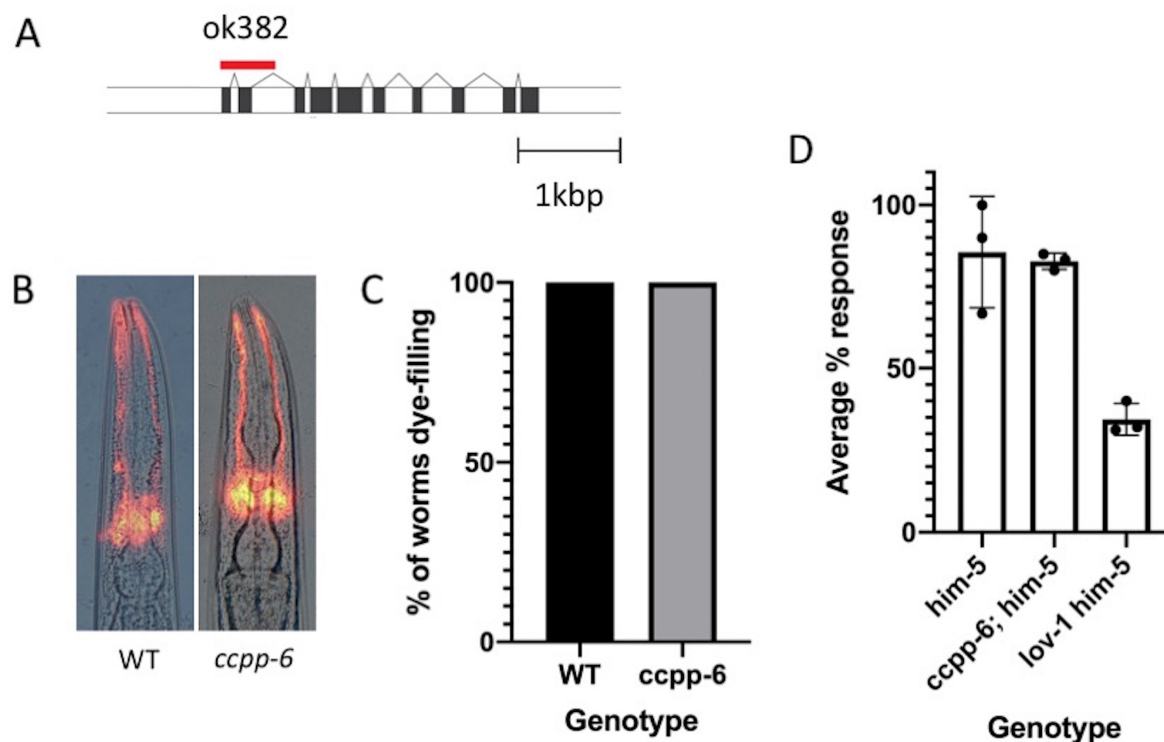 A
ok382
1kbp
B
WT
ccpp-6
C
% of worms dye-filling
100
50
0
WT
ccpp-6
Genotype
D
Average % response
100
50
0
him-5
ccpp-6; him-5
lov-1 him-5
Genotype